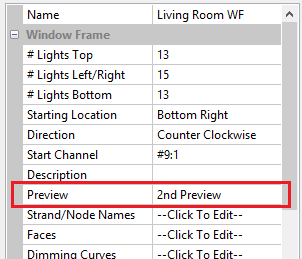 Name Living Room WF
Window Frame
# Lights Top 13
# Lights Left/Right 15
# Lights Bottom 13
Starting Location Bottom Right
Direction Counter Clockwise
Start Channel #9:1
Description
Preview 2nd Preview
Strand/Node Names --Click To Edit--
Faces --Click To Edit--
Dimming Curves --Click To Edit--